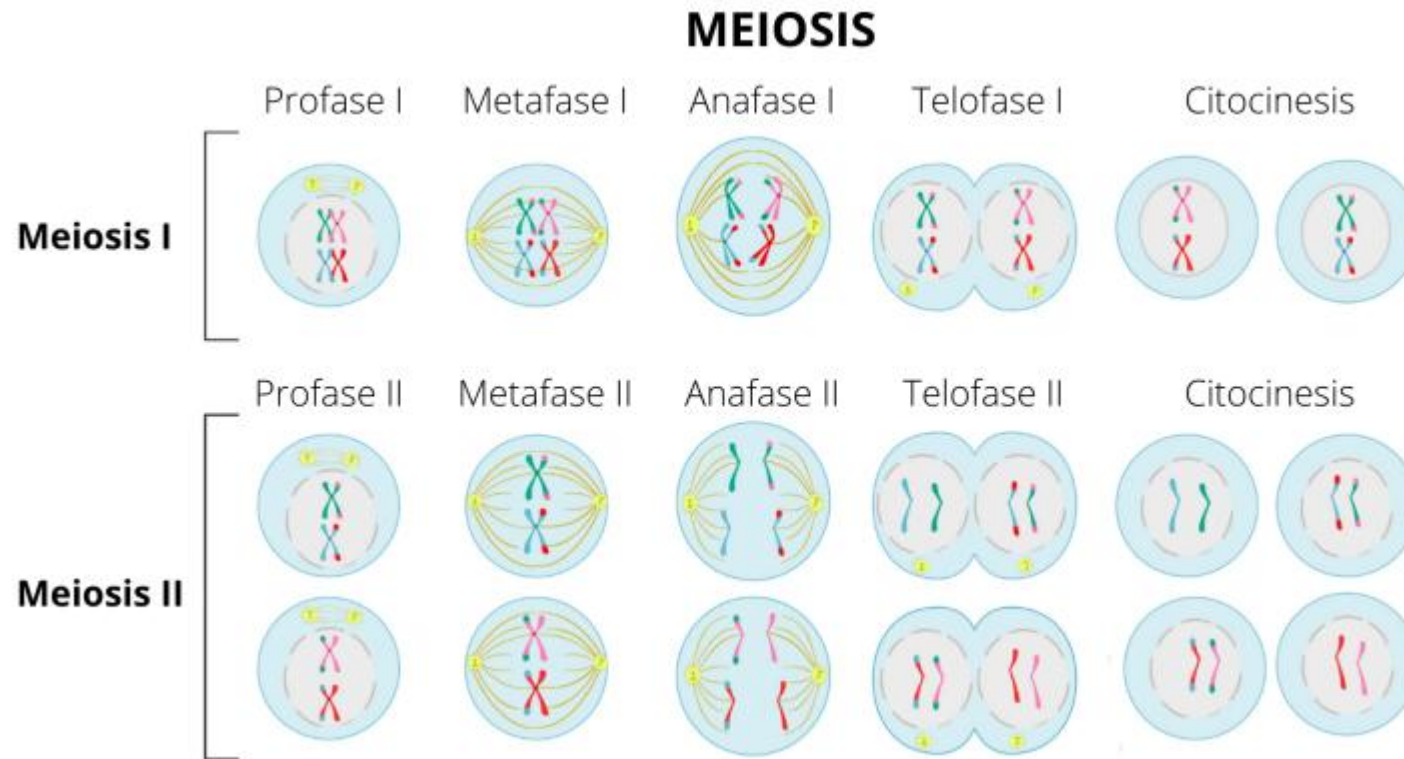 MEIOSIS
Profase I
Metafase I
Anafase I
Telofase I
Citocinesis
Meiosis I
Profase II
Metafase II
Anafase II
Telofase II
Citocinesis
Meiosis II